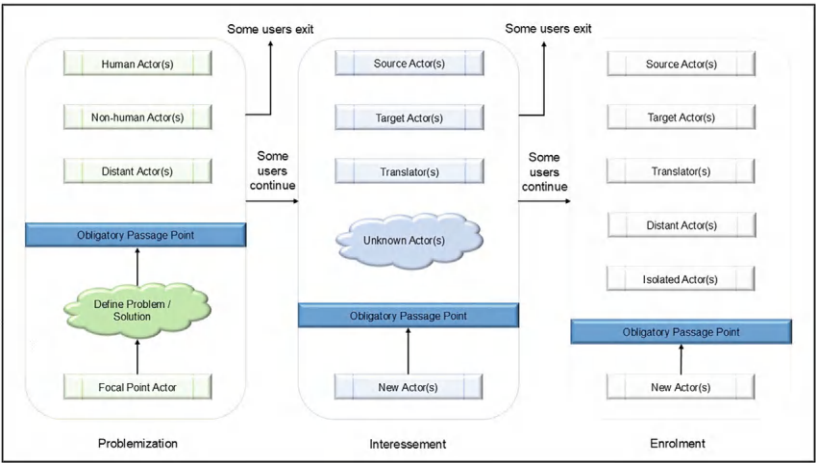 Some users exit
Some users exit
Human Actor(s)
Non-human Actor(s)
Distant Actor(s)
Obligatory Passage Point
Define Problem /
Solution
Focal Point Actor
Problemization
Some
users
continue
Source Actor(s)
Target Actor(s)
Translator(s)
Unknown Actor(s)
Obligatory Passage Point
New Actor(s)
Interessement
Some
users
continue
Source Actor(s)
Target Actor(s)
Translator(s)
Distant Actor(s)
Isolated Actor(s)
Obligatory Passage Point
New Actor(s)
Enrolment